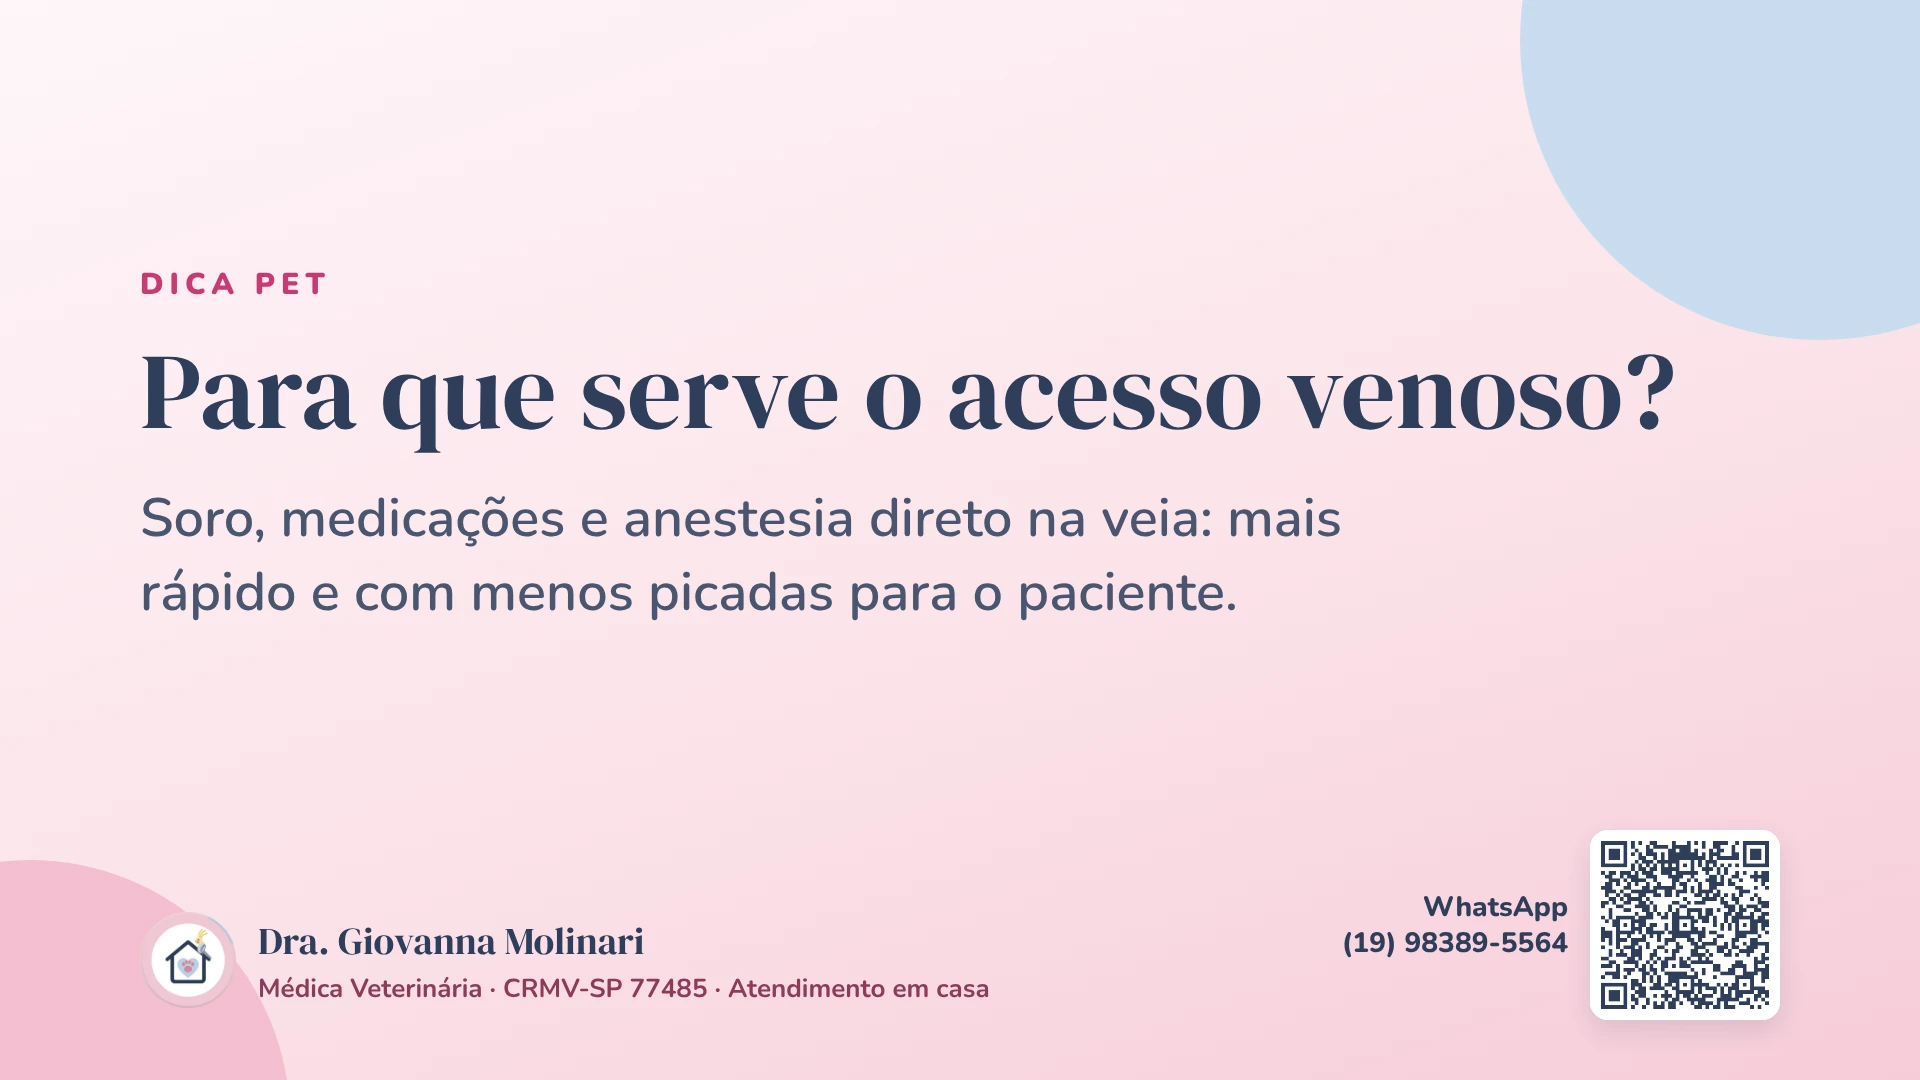 DICA PET
Para que serve o acesso venoso?
Soro, medicações e anestesia direto na veia: mais
rápido e com menos picadas para o paciente.
Dra. Giovanna Molinari
Médica Veterinária · CRMV-SP 77485 · Atendimento em casa
WhatsApp
(19) 98389-5564